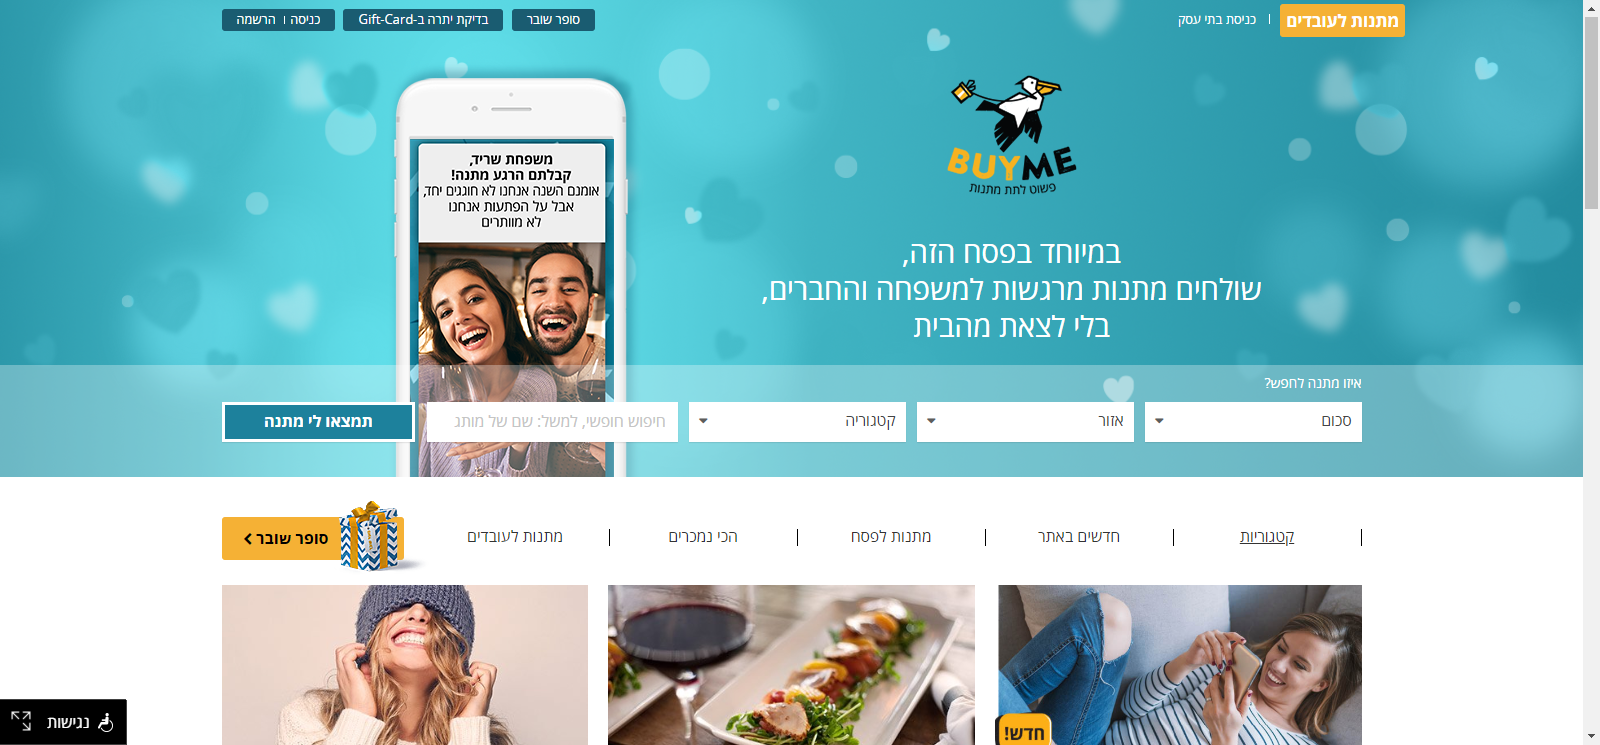 מתנות לעובדים
כניסת בתי עסק
סופר שובר
בדיקת יתרה ב-Gift-Card
כניסה | הרשמה
BUYME
פשוט לתת מתנות
משפחת שריד,
קבלתם הרגע מתנה!
אומנם השנה אנחנו לא חוגגים יחד,
אבל על הפתעות אנחנו
לא מוותרים
במיוחד בפסח הזה,
שולחים מתנות מרגשות למשפחה והחברים,
בלי לצאת מהבית
איזו מתנה לחפש?
סכום
אזור
קטגוריה
חיפוש חופשי, למשל: שם של מותג
תמצאו לי מתנה
קטגוריות
חדשים באתר
מתנות לפסח
הכי נמכרים
מתנות לעובדים
סופר שובר
חדש!
נגישות